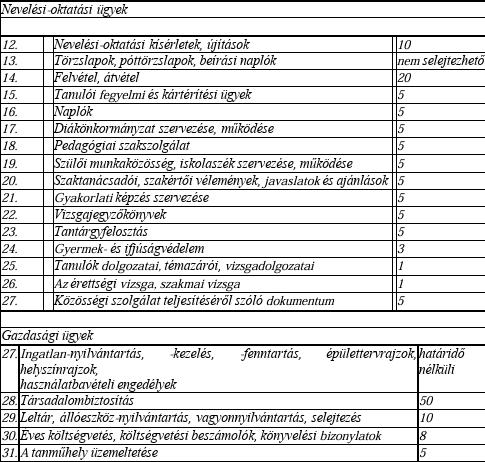 Nevelési-oktatási ügyek
12. Nevelési-oktatási kísérletek, újítások 10
13. Törzslapok, póttörzslapok, beírási naplók nem selejtezhető
14. Felvétel, átvétel 20
15. Tanulói fegyelmi és kártérítési ügyek 5
16. Naplók 5
17. Diákönkormányzat szervezése, működése 5
18. Pedagógiai szakszolgálat 5
19. Szülői munkaközösség, iskolaszék szervezése, működése 5
20. Szaktanácsadói, szakértői vélemények, javaslatok és ajánlások 5
21. Gyakorlati képzés szervezése 5
22. Vizsgajegyzőkönyvek 5
23. Tantárgyfelosztás 5
24. Gyermek- és ifjúságvédelem 3
25. Tanulók dolgozatai, témazárói, vizsgadolgozatai 1
26. Az érettségi vizsga, szakmai vizsga 1
27. Közösségi szolgálat teljesítéséről szóló dokumentum 5
Gazdasági ügyek
27. Ingatlan-nyilvántartás, -kezelés, -fenntartás, épülettervrajzok, határidő
helyszínrajzok, nélküli
használatbavételi engedélyek
28. Társadalombiztosítás 50
29. Leltár, állóeszköz-nyilvántartás, vagyonnyilvántartás, selejtezés 10
30. Éves költségvetés, költségvetési beszámolók, könyvelési bizonylatok 8
31. A tanműhely üzemeltetése 5